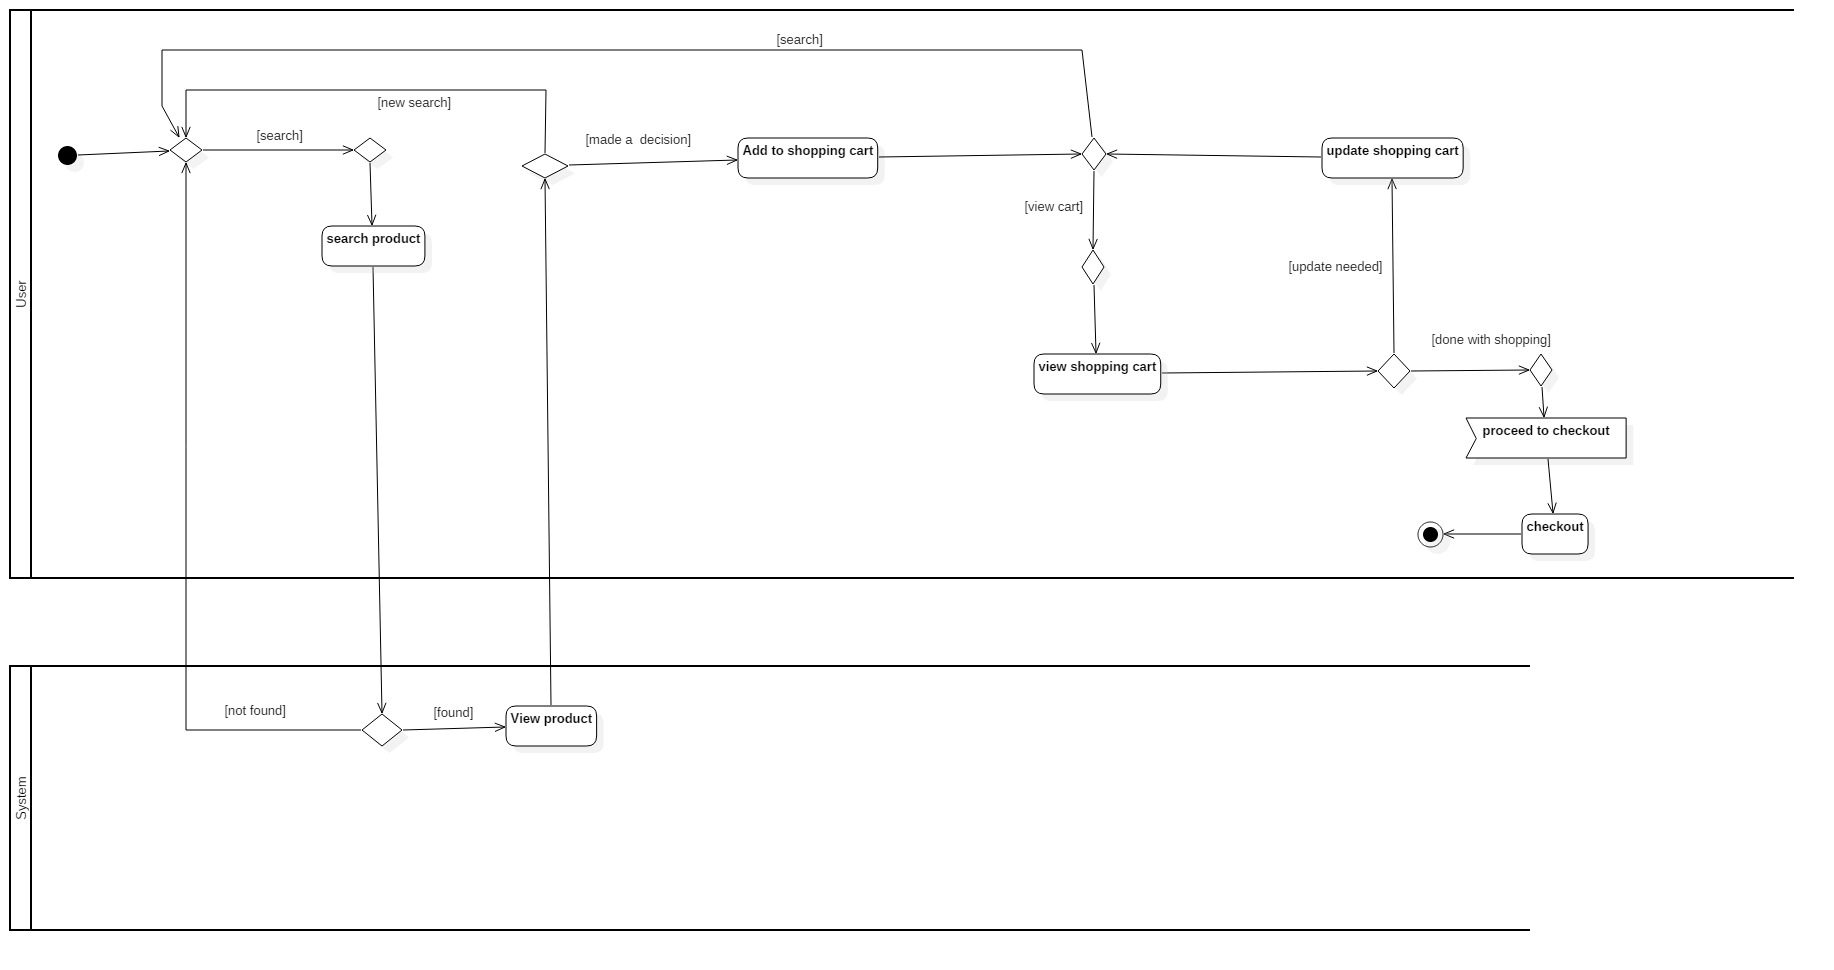 [search]
[new search]
[search]
[made a  decision]
Add to shopping cart
update shopping cart
[view cart]
search product
[update needed]
User
[done with shopping]
view shopping cart
proceed to checkout
checkout
[not found]
[found]
View product
System